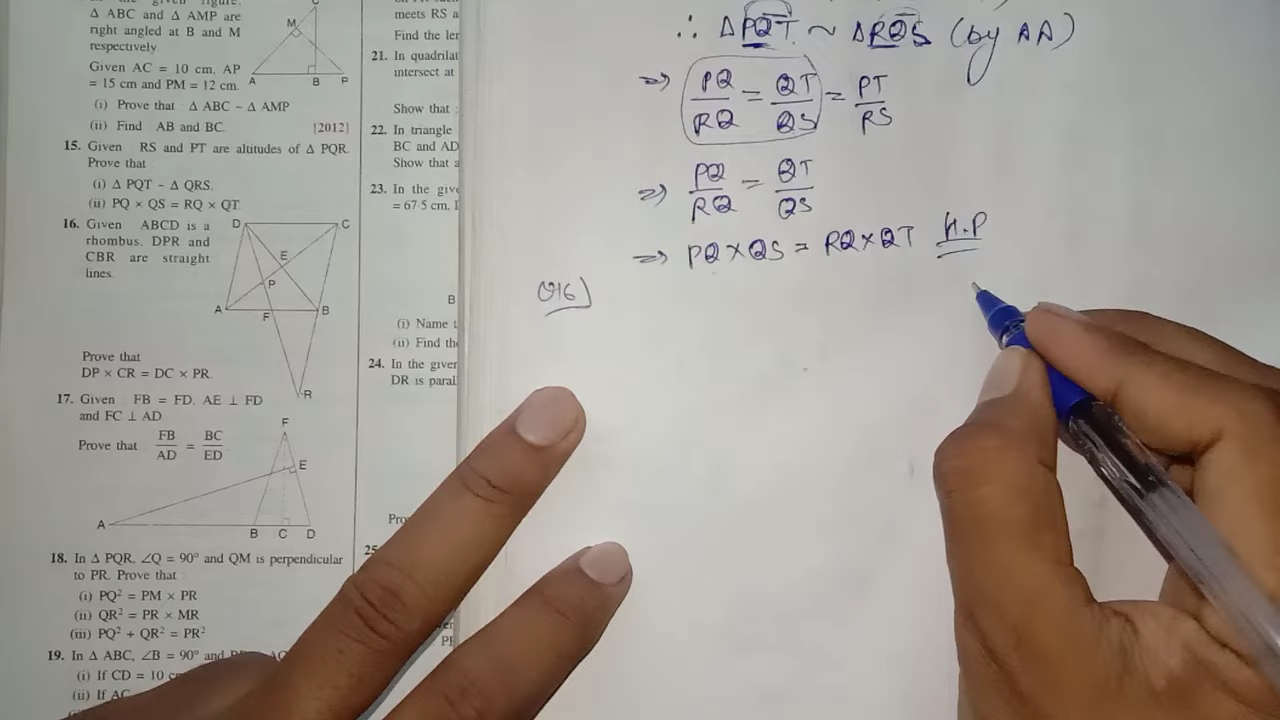 Δ ABC and Δ AMP are
right angled at B and M
respectively
Given AC = 10 cm, AP
= 15 cm and PM = 12 cm.
(i) Prove that Δ ABC ~ Δ AMP
(ii) Find AB and BC. [2012]
M
A
B
P
15. Given RS and PT are altitudes of Δ PQR.
Prove that
(i) Δ PQT ~ Δ QRS.
(ii) PQ × QS = RQ × QT.
16. Given ABCD is a
rhombus, DPR and
CBR are straight
lines.
Prove that
DP × CR = DC × PR.
D
C
E
P
A
F
B
R
17. Given FB = FD, AE ⊥ FD
and FC ⊥ AD.
Prove that FB/AD = BC/ED
F
E
A
B C D
18. In Δ PQR, ∠Q = 90° and QM is perpendicular
to PR. Prove that :
(i) PQ² = PM × PR
(ii) QR² = PR × MR
(iii) PQ² + QR² = PR²
19. In Δ ABC, ∠B = 90° and
(i) If CD = 10
(ii) If AC
meets RS a
Find the
21. In
intersect at
Show that :
22. In triangle
BC and AD
Show that
23. In the
= 67.5 cm,
B
(i) Name
(ii) Find
24. In the
DR is
25
∴ ΔPQT ~ ΔRQS (by AA)
⇒ PQ/RQ = QT/QS = PT/RS
⇒ PQ/RQ = QT/QS
⇒ PQ×QS = RQ×QT H.P
Q16)